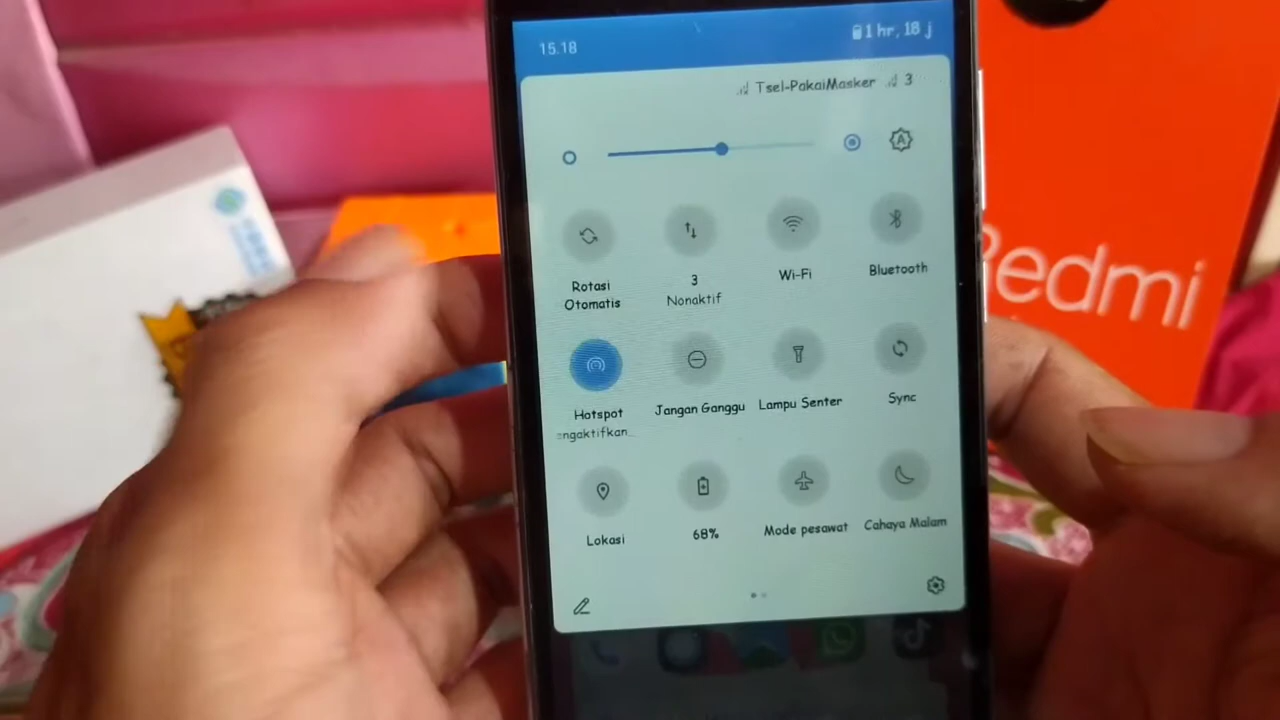 15.18
1 hr, 18 j
Tsel-PakaiMasker
3
Rotasi
Otomatis
3
Nonaktif
Wi-Fi
Bluetooth
Hotspot
engaktifkan...
Jangan Ganggu
Lampu Senter
Sync
Lokasi
68%
Mode pesawat
Cahaya Malam
Redmi